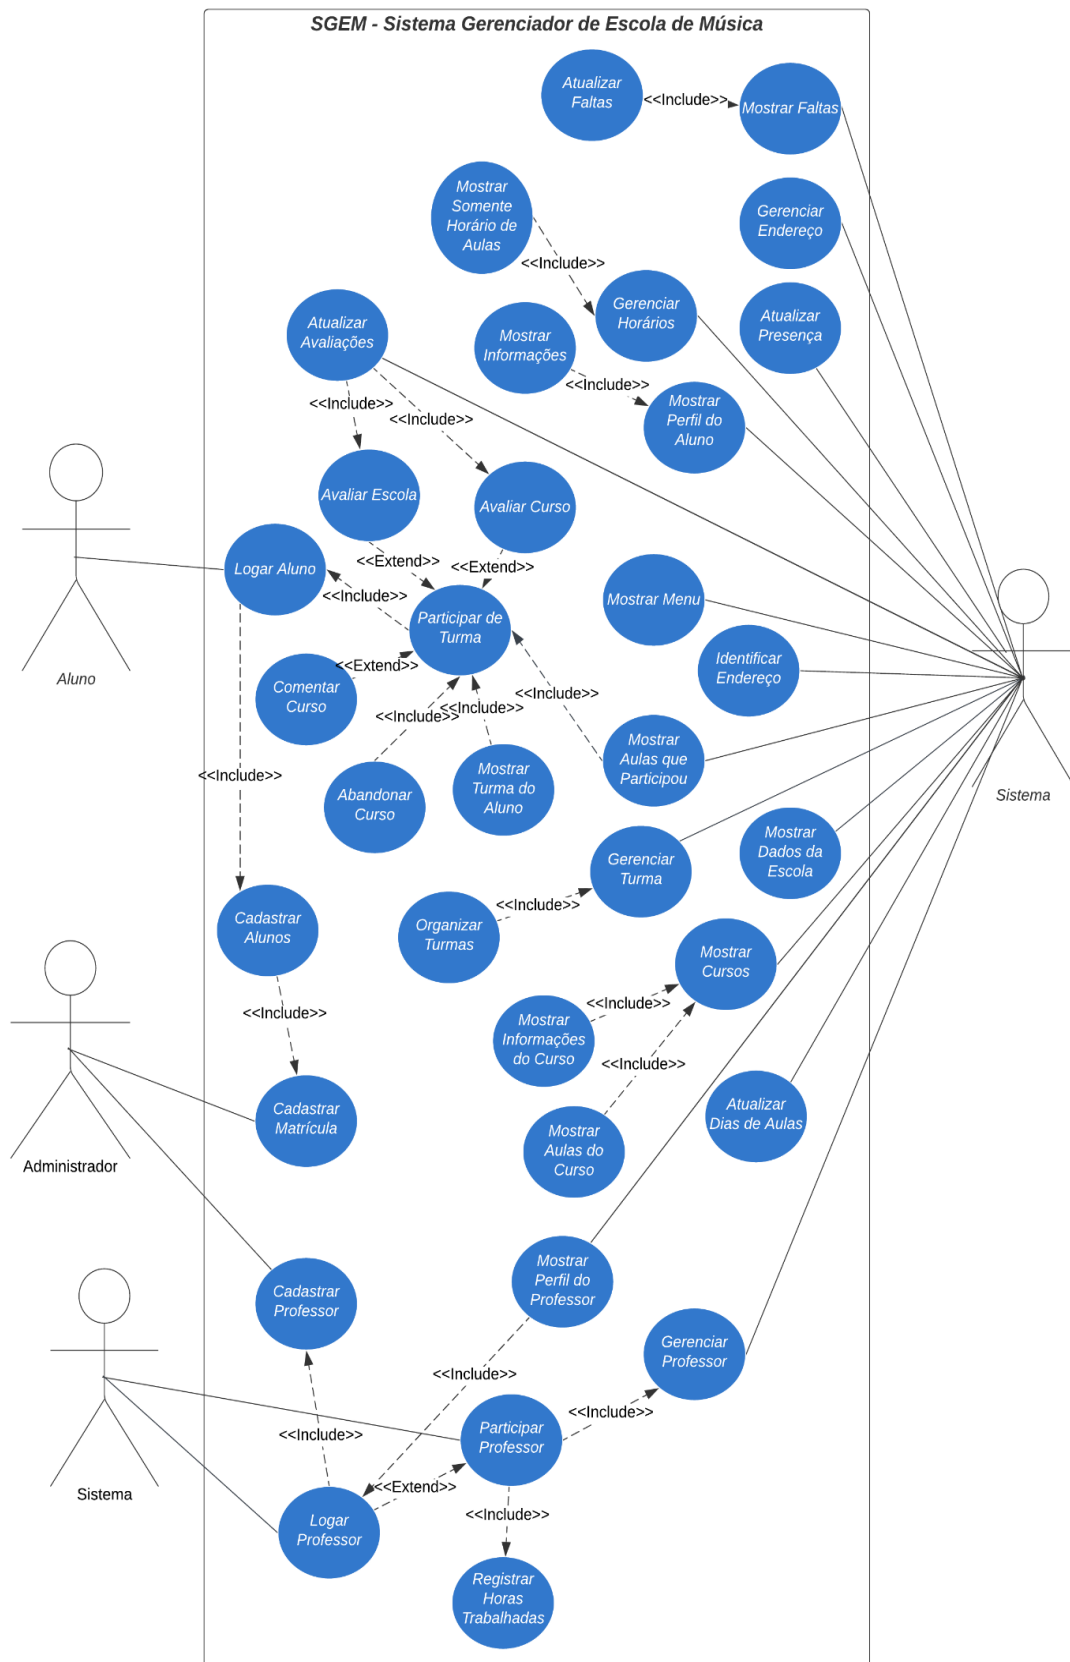 SGEM - Sistema Gerenciador de Escola de Música
Atualizar
Faltas
<<Include>>
Mostrar Faltas
Mostrar
Somente
Horário de
Aulas
Gerenciar
Endereço
<<Include>>
Gerenciar
Horários
Atualizar
Presença
Atualizar
Avaliações
Mostrar
Informações
<<Include>>
Mostrar
Perfil do
Aluno
<<Include>>
<<Include>>
Avaliar Escola
Avaliar Curso
<<Extend>>
<<Extend>>
Logar Aluno
<<Include>>
Participar de
Turma
Mostrar Menu
Aluno
Comentar
Curso
<<Extend>>
Identificar
Endereço
<<Include>>
<<Include>>
<<Include>>
Mostrar
Aulas que
Participou
<<Include>>
Abandonar
Curso
Mostrar
Turma do
Aluno
Sistema
Mostrar
Dados da
Escola
Gerenciar
Turma
<<Include>>
Organizar
Turmas
Cadastrar
Alunos
Mostrar
Cursos
<<Include>>
<<Include>>
Mostrar
Informações
do Curso
<<Include>>
Cadastrar
Matrícula
Atualizar
Dias de Aulas
Mostrar
Aulas do
Curso
Administrador
Cadastrar
Professor
Mostrar
Perfil do
Professor
Gerenciar
Professor
<<Include>>
<<Include>>
<<Include>>
Participar
Professor
<<Extend>>
Sistema
<<Include>>
Logar
Professor
Registrar
Horas
Trabalhadas